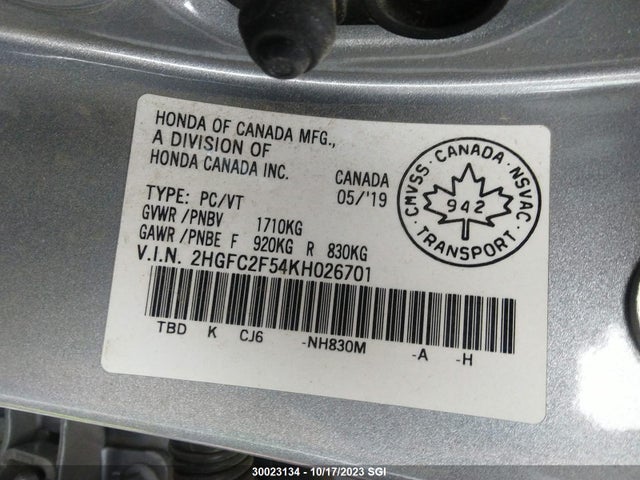 HONDA OF CANADA MFG.,
A DIVISION OF
HONDA CANADA INC.
CANADA
05/'19
TYPE: PC/VT
GVWR/PNBV 1710KG
GAWR/PNBE F 920KG R 830KG
V.I.N. 2HGFC2F54KH026701
TBD K CJ6 -NH830M -A -H
CMVSS · CANADA · NSVAC
942
TRANSPORT
30023134 - 10/17/2023 SGI